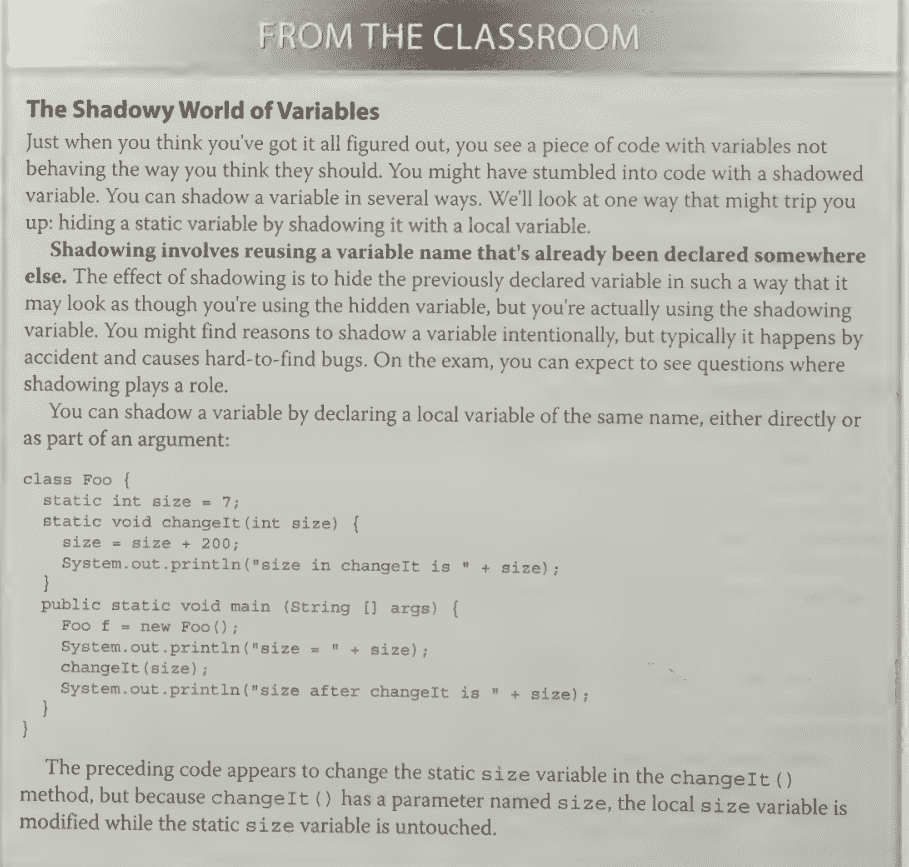 FROM THE CLASSROOM
The Shadowy World of Variables
Just when you think you've got it all figured out, you see a piece of code with variables not
behaving the way you think they should. You might have stumbled into code with a shadowed
variable. You can shadow a variable in several ways. We'll look at one way that might trip you
up: hiding a static variable by shadowing it with a local variable.
Shadowing involves reusing a variable name that's already been declared somewhere
else. The effect of shadowing is to hide the previously declared variable in such a way that it
may look as though you're using the hidden variable, but you're actually using the shadowing
variable. You might find reasons to shadow a variable intentionally, but typically it happens by
accident and causes hard-to-find bugs. On the exam, you can expect to see questions where
shadowing plays a role.
You can shadow a variable by declaring a local variable of the same name, either directly or
as part of an argument:
class Foo {
static int size = 7;
static void changeIt(int size) {
size = size + 200;
System.out.println("size in changeIt is " + size);
}
public static void main (String [] args) {
Foo f = new Foo();
System.out.println("size = " + size);
changeIt(size);
System.out.println("size after changeIt is " + size);
}
}
The preceding code appears to change the static size variable in the changeIt()
method, but because changeIt() has a parameter named size, the local size variable is
modified while the static size variable is untouched.